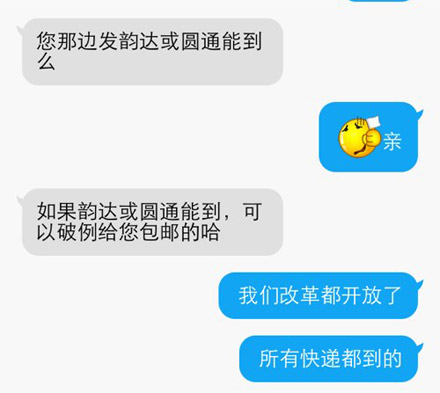 您那边发韵达或圆通能到
么
亲
如果韵达或圆通能到，可
以破例给您包邮的哈
我们改革都开放了
所有快递都到的